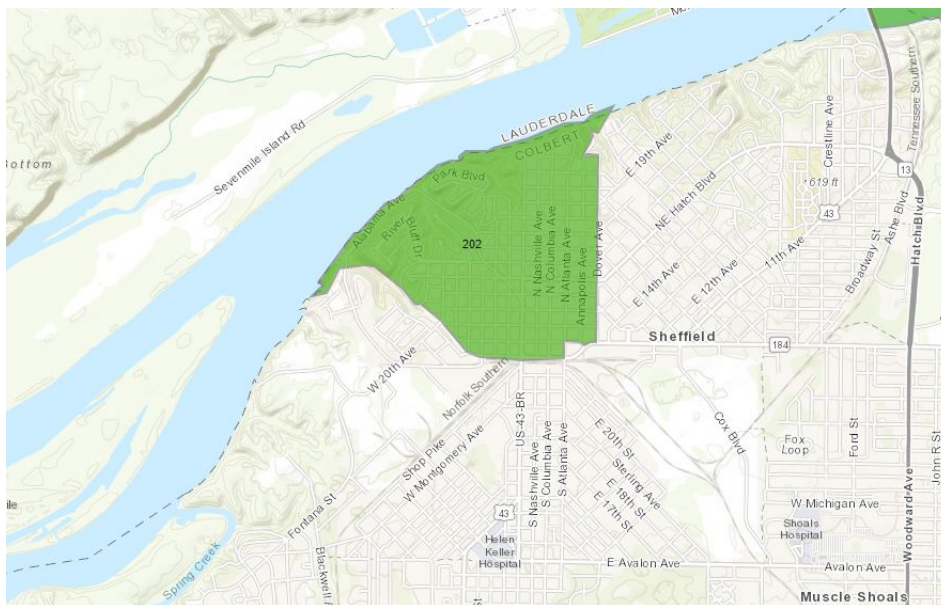 Sevenmile Island Rd
Bottom
LAUDERDALE
COLBERT
Park Blvd
Alabama Ave
River
Bluff Dr
202
N Nashville Ave
N Columbia Ave
N Atlanta Ave
Annapolis Ave
Dover Ave
E 19th Ave
NE Hatch Blvd
E 14th Ave
E 12th Ave
11th Ave
Crestline Ave
619 ft
43
13
Tennessee Southern
Ashe Blvd
Hatch Blvd
Broadway St
Sheffield
184
W 20th Ave
Norfolk Southern
Shop Pike
W Montgomery Ave
Fontana St
US-43-BR
S Nashville Ave
S Columbia Ave
S Atlanta Ave
E 20th St
Sterling Ave
E 18th St
E 17th St
Cox Blvd
Fox
Loop
Ford St
John R St
Woodward Ave
W Michigan Ave
Shoals
Hospital
43
Helen
Keller
Hospital
E Avalon Ave
Avalon Ave
Spring Creek
Muscle Shoals